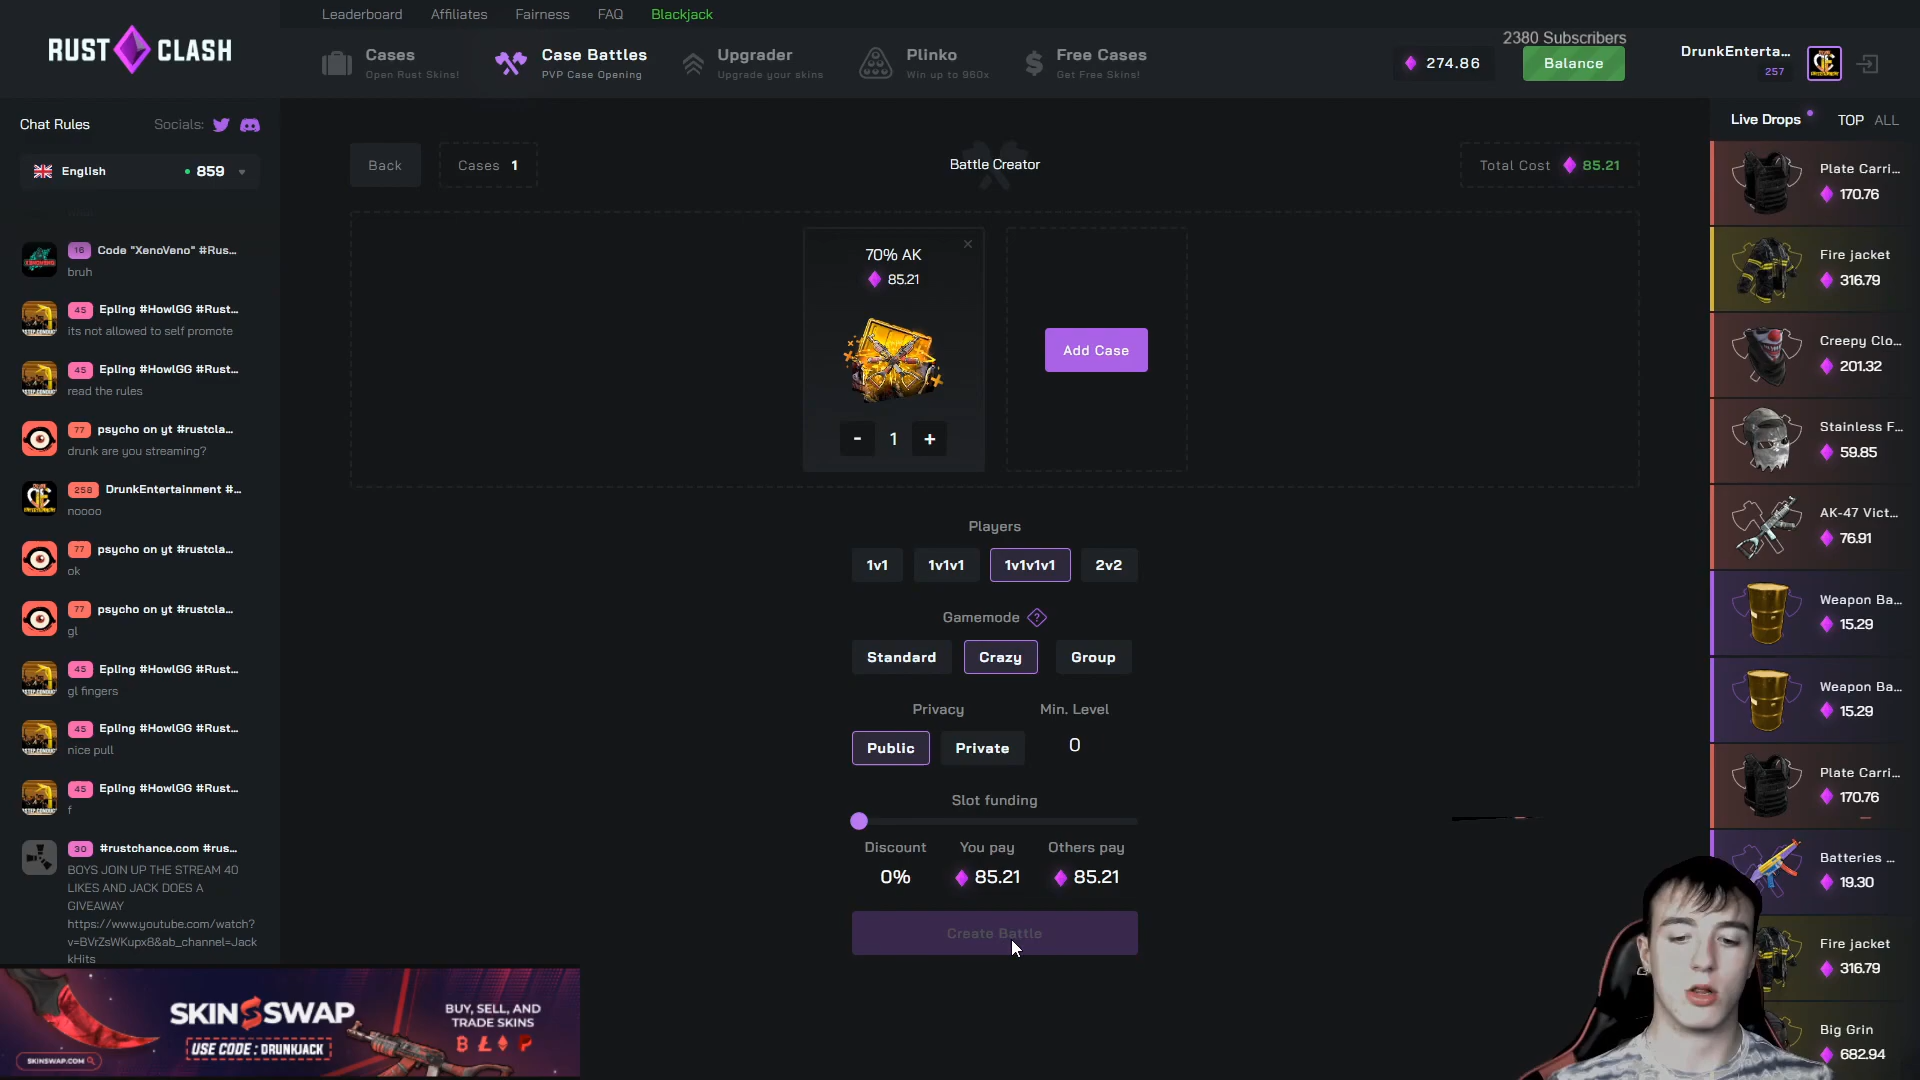 Leaderboard Affiliates Fairness FAQ Blackjack
RUST CLASH
Cases
Open Rust Skins!
Case Battles
PVP Case Opening
Upgrader
Upgrade your skins
Plinko
Win up to 960x
Free Cases
Get Free Skins!
274.86
2380 Subscribers
Balance
DrunkEnterta...
257
Chat Rules
Socials:
English
859
16 Code "XenoVeno" #Rus...
bruh
45 Epling #HowlGG #Rust...
its not allowed to self promote
45 Epling #HowlGG #Rust...
read the rules
77 psycho on yt #rustcla...
drunk are you streaming?
258 DrunkEntertainment #...
noooo
77 psycho on yt #rustcla...
ok
77 psycho on yt #rustcla...
gl
45 Epling #HowlGG #Rust...
gl fingers
45 Epling #HowlGG #Rust...
nice pull
45 Epling #HowlGG #Rust...
f
30 #rustchance.com #rus...
BOYS JOIN UP THE STREAM 40
LIKES AND JACK DOES A
GIVEAWAY
https://www.youtube.com/watch?
v=BVrZsWKupx8&ab_channel=Jack
kHits
SKINSWAP
USE CODE : DRUNKJACK
SKINSWAP.COM
BUY, SELL, AND
TRADE SKINS
Back
Cases 1
Battle Creator
Total Cost 85.21
70% AK
85.21
- 1 +
Add Case
Players
1v1 1v1v1 1v1v1v1 2v2
Gamemode ?
Standard Crazy Group
Privacy
Public Private
Min. Level
0
Slot funding
Discount You pay Others pay
0% 85.21 85.21
Create Battle
Live Drops TOP ALL
Plate Carri...
170.76
Fire jacket
316.79
Creepy Clo...
201.32
Stainless F...
59.85
AK-47 Vict...
76.91
Weapon Ba...
15.29
Weapon Ba...
15.29
Plate Carri...
170.76
Batteries ...
19.30
Fire jacket
316.79
Big Grin
682.94